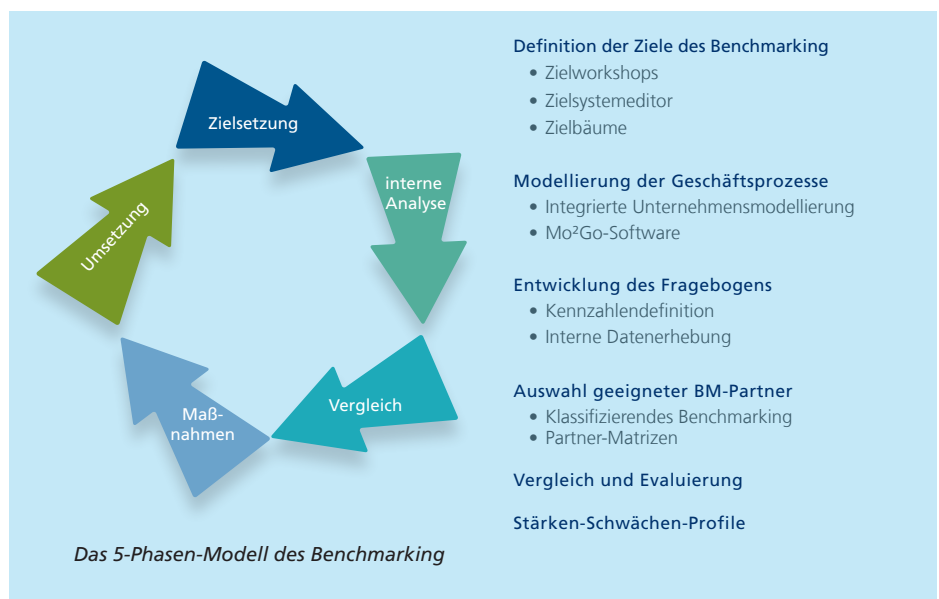 Zielsetzung
interne
Analyse
Vergleich
Maß-
nahmen
Umsetzung
Das 5-Phasen-Modell des Benchmarking
Definition der Ziele des Benchmarking
• Zielworkshops
• Zielsystemeditor
• Zielbäume
Modellierung der Geschäftsprozesse
• Integrierte Unternehmensmodellierung
• Mo²Go-Software
Entwicklung des Fragebogens
• Kennzahlendefinition
• Interne Datenerhebung
Auswahl geeigneter BM-Partner
• Klassifizierendes Benchmarking
• Partner-Matrizen
Vergleich und Evaluierung
Stärken-Schwächen-Profile